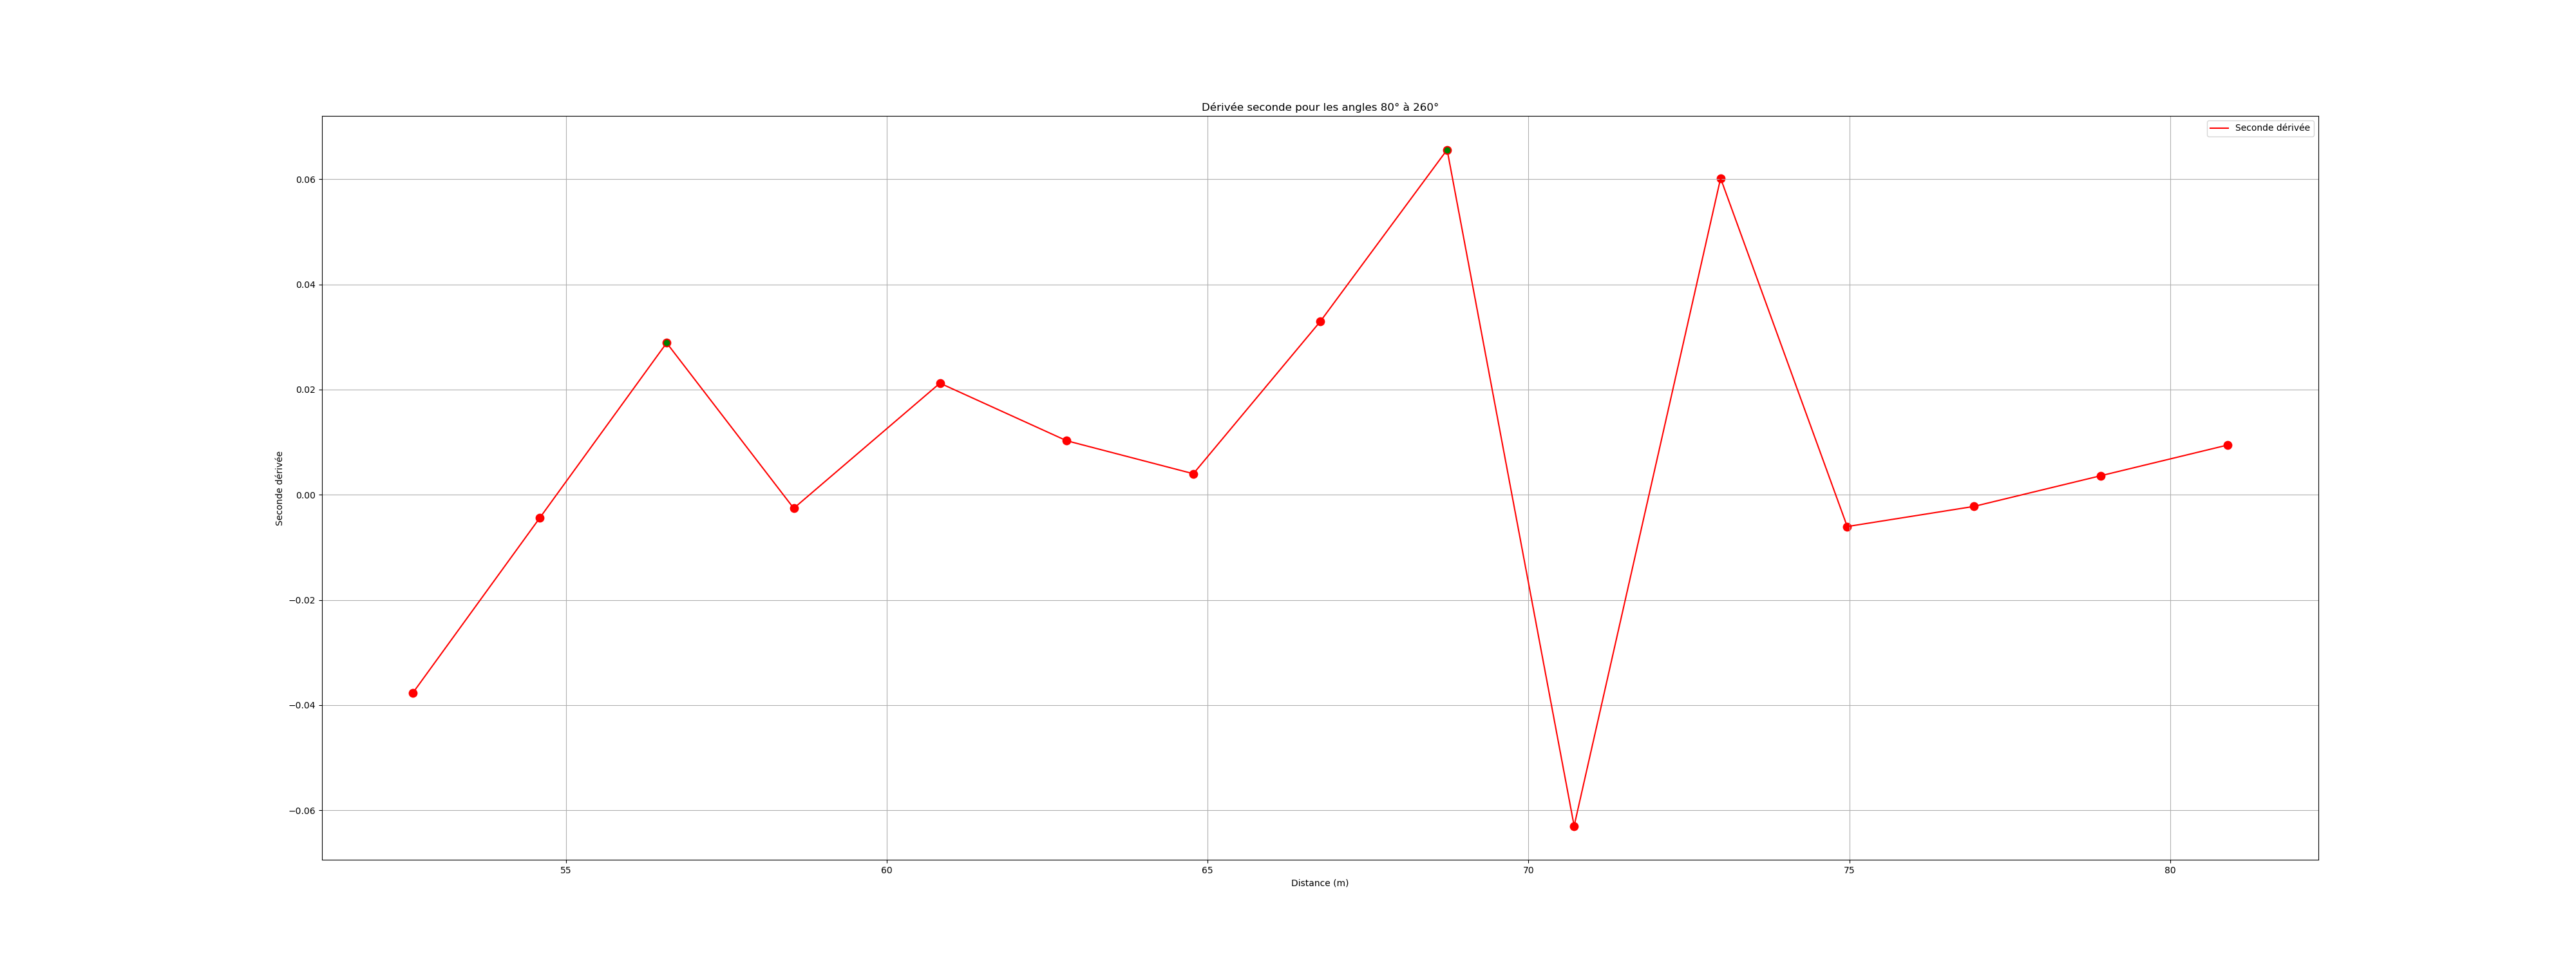 Dérivée seconde pour les angles 80° à 260°
Seconde dérivée
0.06
0.04
0.02
0.00
−0.02
−0.04
−0.06
Seconde dérivée
55 60 65 70 75 80
Distance (m)